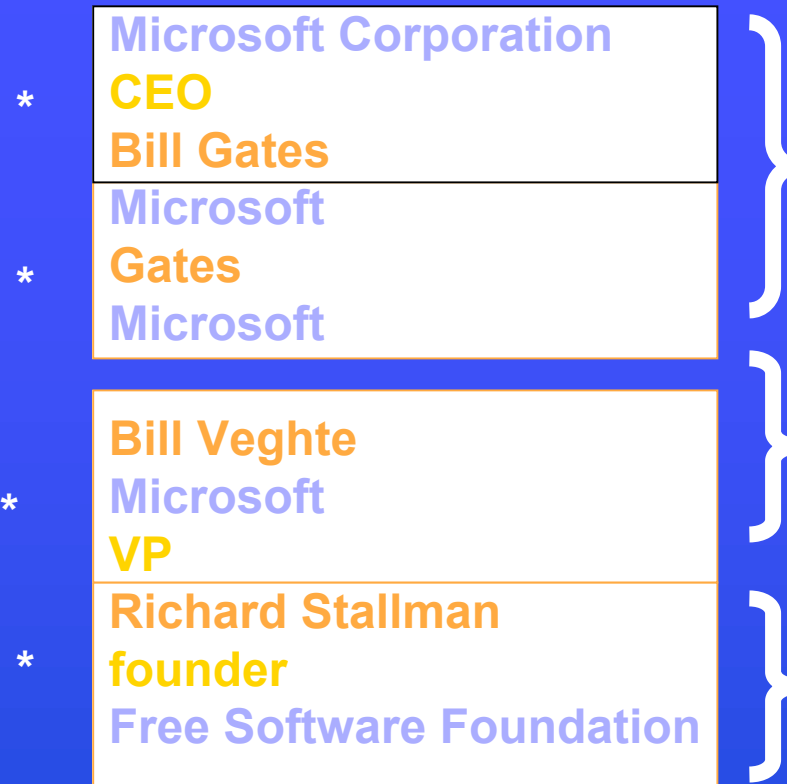 Microsoft Corporation
* CEO
Bill Gates
Microsoft
* Gates
Microsoft
Bill Veghte
* Microsoft
VP
Richard Stallman
* founder
Free Software Foundation